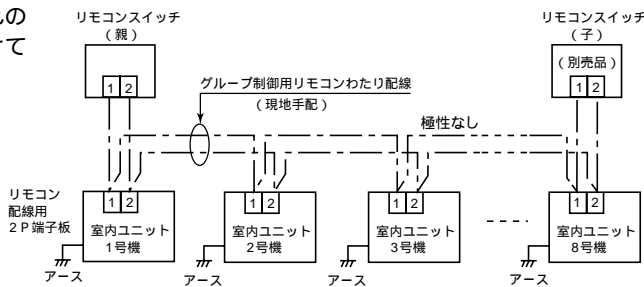 んの
けて
リモコンスイッチ
（親）
リモコンスイッチ
（子）
（別売品）
1 2
1 2
グループ制御用リモコンわたり配線
（現地手配）
極性なし
リモコン
配線用
２Ｐ端子板
1 2
1 2
1 2
1 2
室内ユニット
1号機
室内ユニット
2号機
室内ユニット
3号機
室内ユニット
8号機
アース
アース
アース
アース